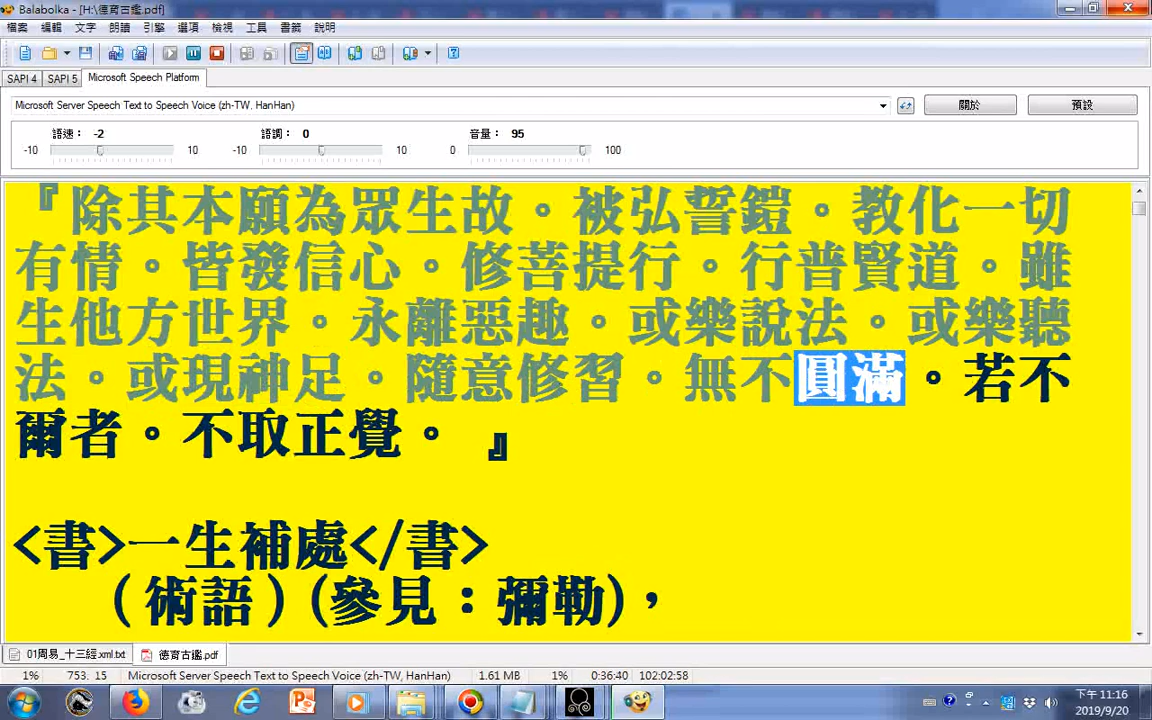 Balabolka - [H:\德育古鑑.pdf]
檔案 編輯 文字 朗讀 引擎 選項 檢視 工具 書籤 說明
SAPI 4 SAPI 5 Microsoft Speech Platform
Microsoft Server Speech Text to Speech Voice (zh-TW, HanHan) 關於 預設
語速： -2 語調： 0 音量： 95
-10 10 -10 10 0 100
『除其本願為眾生故。被弘誓鎧。教化一切
有情。皆發信心。修菩提行。行普賢道。雖
生他方世界。永離惡趣。或樂說法。或樂聽
法。或現神足。隨意修習。無不圓滿。若不
爾者。不取正覺。 』
<書>一生補處</書>
（術語）(參見：彌勒)，
01周易_十三經.xml.txt 德育古鑑.pdf
1% 753. 15 Microsoft Server Speech Text to Speech Voice (zh-TW, HanHan) 1.61 MB 1% 0:36:40 102:02:58
下午 11:16
2019/9/20